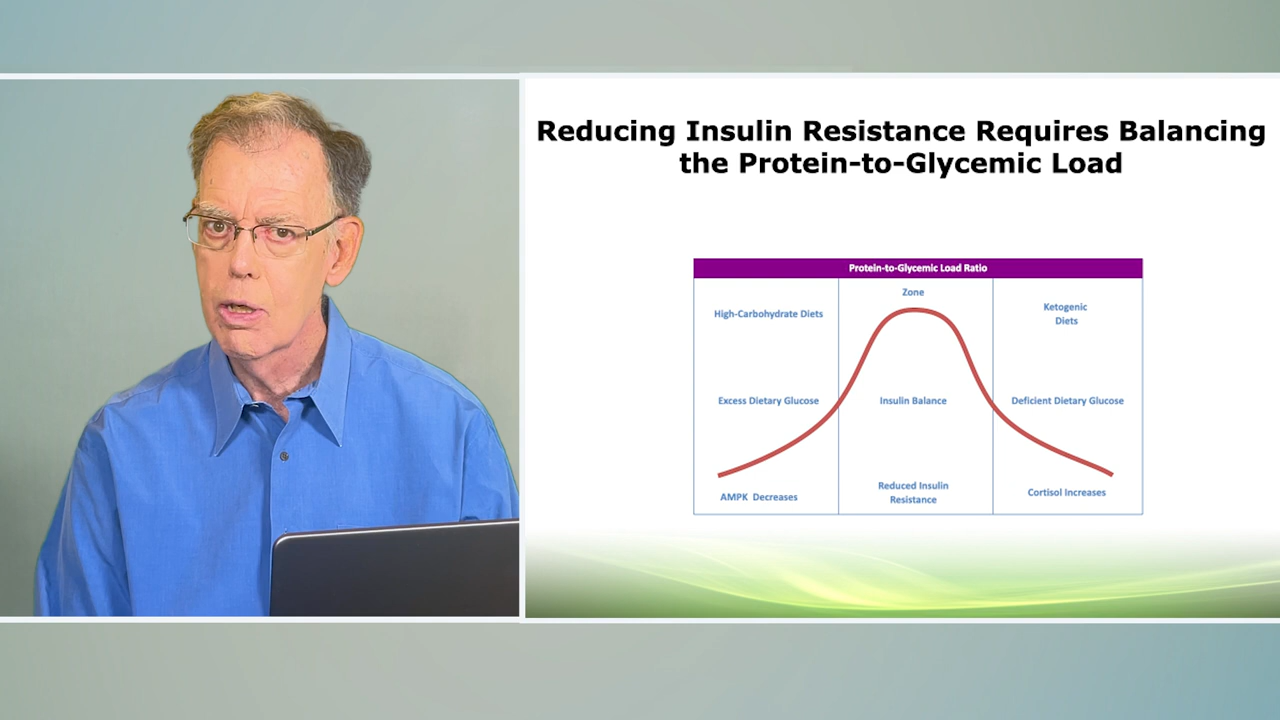 Reducing Insulin Resistance Requires Balancing
the Protein-to-Glycemic Load
Protein-to-Glycemic Load Ratio
High-Carbohydrate Diets
Excess Dietary Glucose
AMPK Decreases
Zone
Insulin Balance
Reduced Insulin
Resistance
Ketogenic
Diets
Deficient Dietary Glucose
Cortisol Increases